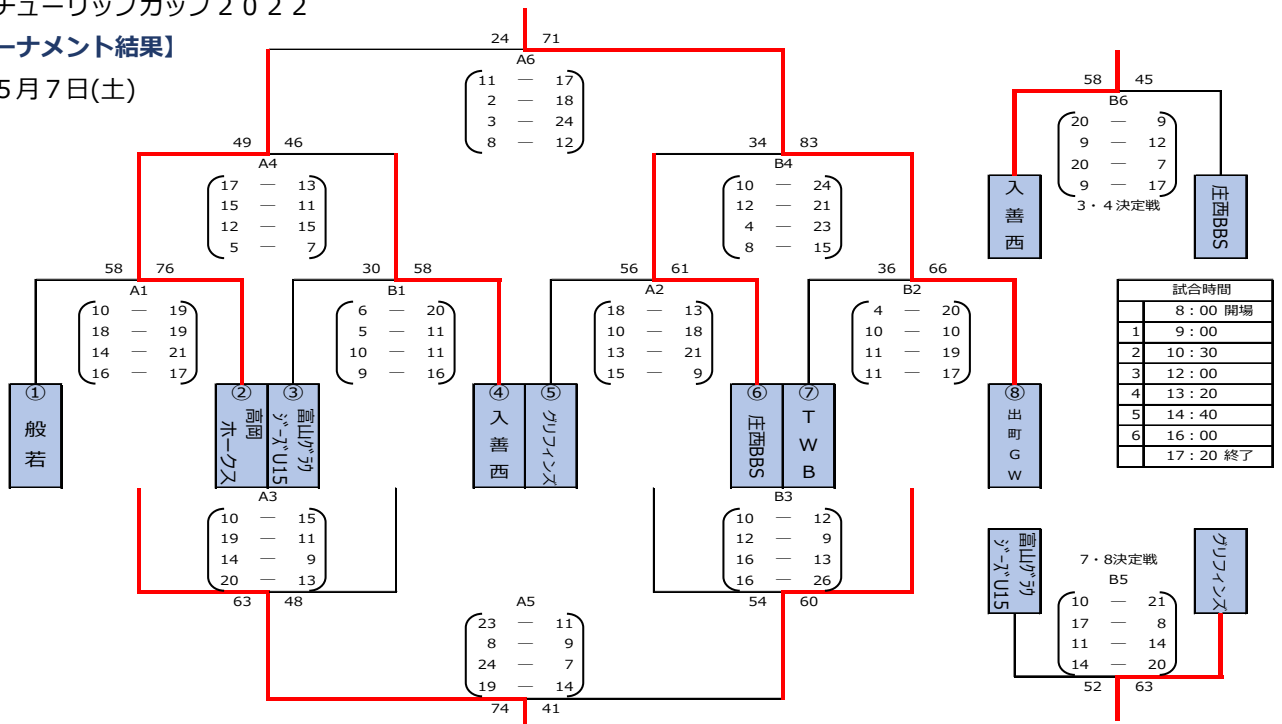 チューリップカップ２０２２
ーナメント結果】
５月７日(土)
24 71
A6
11 — 17
2 — 18
3 — 24
8 — 12
58 45
B6
20 — 9
9 — 12
20 — 7
9 — 17
3・4決定戦
入善西
庄西BBS
49 46
A4
17 — 13
15 — 11
12 — 15
5 — 7
34 83
B4
10 — 24
12 — 21
4 — 23
8 — 15
58 76
A1
10 — 19
18 — 19
14 — 21
16 — 17
30 58
B1
6 — 20
5 — 11
10 — 11
9 — 16
56 61
A2
18 — 13
10 — 18
13 — 21
15 — 9
36 66
B2
4 — 20
10 — 10
11 — 19
11 — 17
試合時間
8：00 開場
1 9：00
2 10：30
3 12：00
4 13：20
5 14：40
6 16：00
17：20 終了
① 般若
② 高岡ホークス
③ 富山グラウジーズU15
④ 入善西
⑤ グリフィンズ
⑥ 庄西BBS
⑦ TWB
⑧ 出町GW
A3
10 — 15
19 — 11
14 — 9
20 — 13
63 48
B3
10 — 12
12 — 9
16 — 13
16 — 26
54 60
A5
23 — 11
8 — 9
24 — 7
19 — 14
74 41
富山グラウジーズU15
グリフィンズ
7・8決定戦
B5
10 — 21
17 — 8
11 — 14
14 — 20
52 63